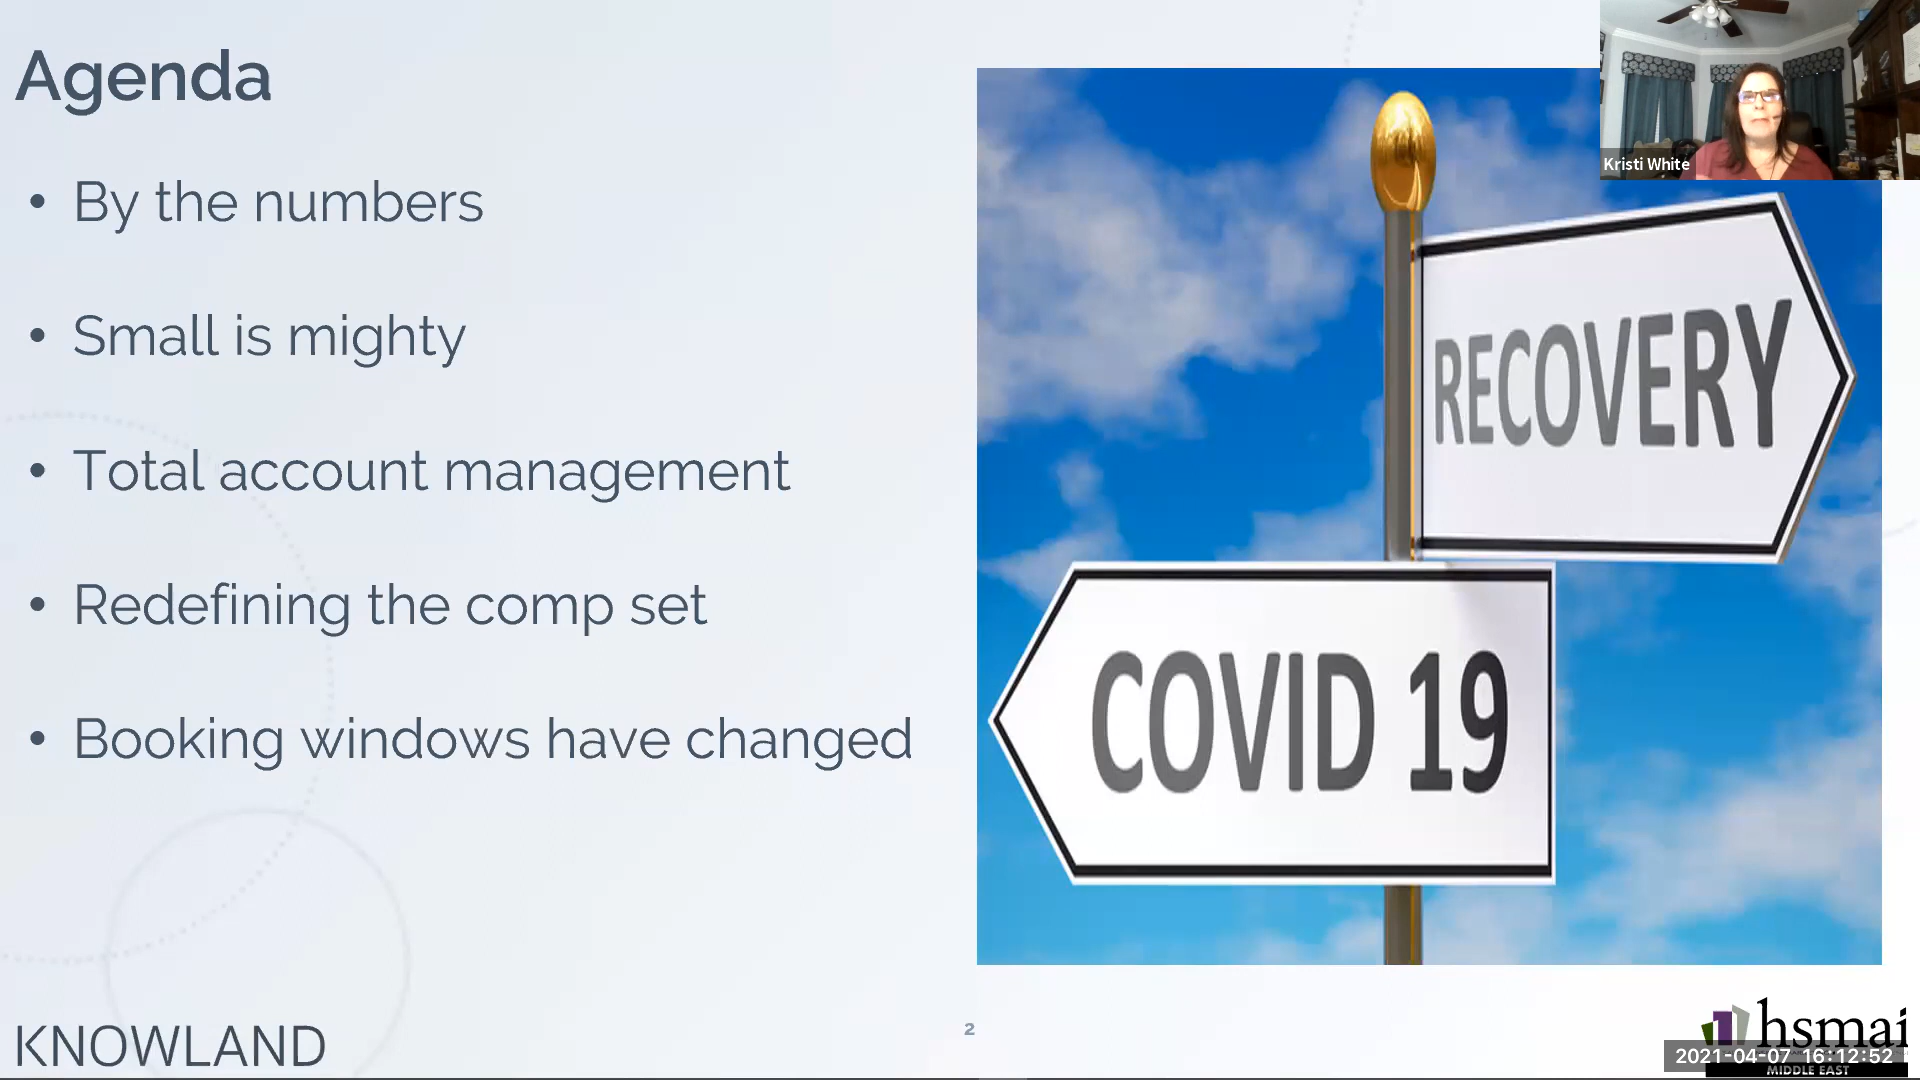 Agenda
• By the numbers
• Small is mighty
• Total account management
• Redefining the comp set
• Booking windows have changed
RECOVERY
COVID 19
Kristi White
KNOWLAND
2
hsmai
2021-04-07 16:12:52
MIDDLE EAST